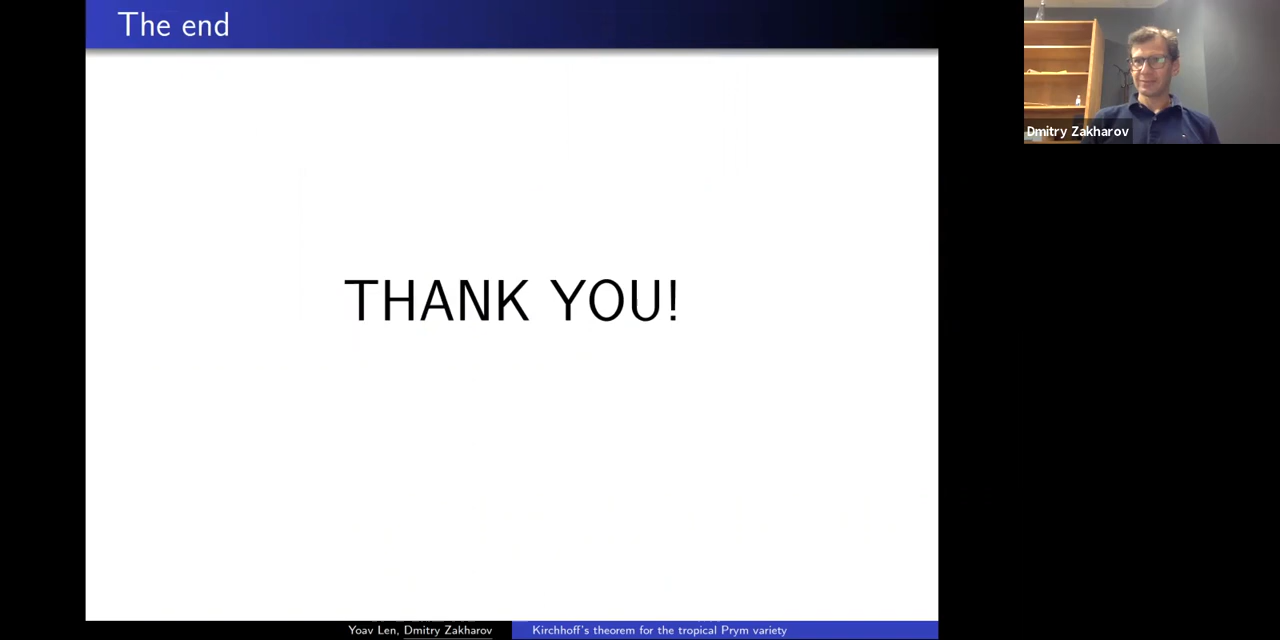 The end
Dmitry Zakharov
THANK YOU!
Yoav Len, Dmitry Zakharov
Kirchhoff's theorem for the tropical Prym variety